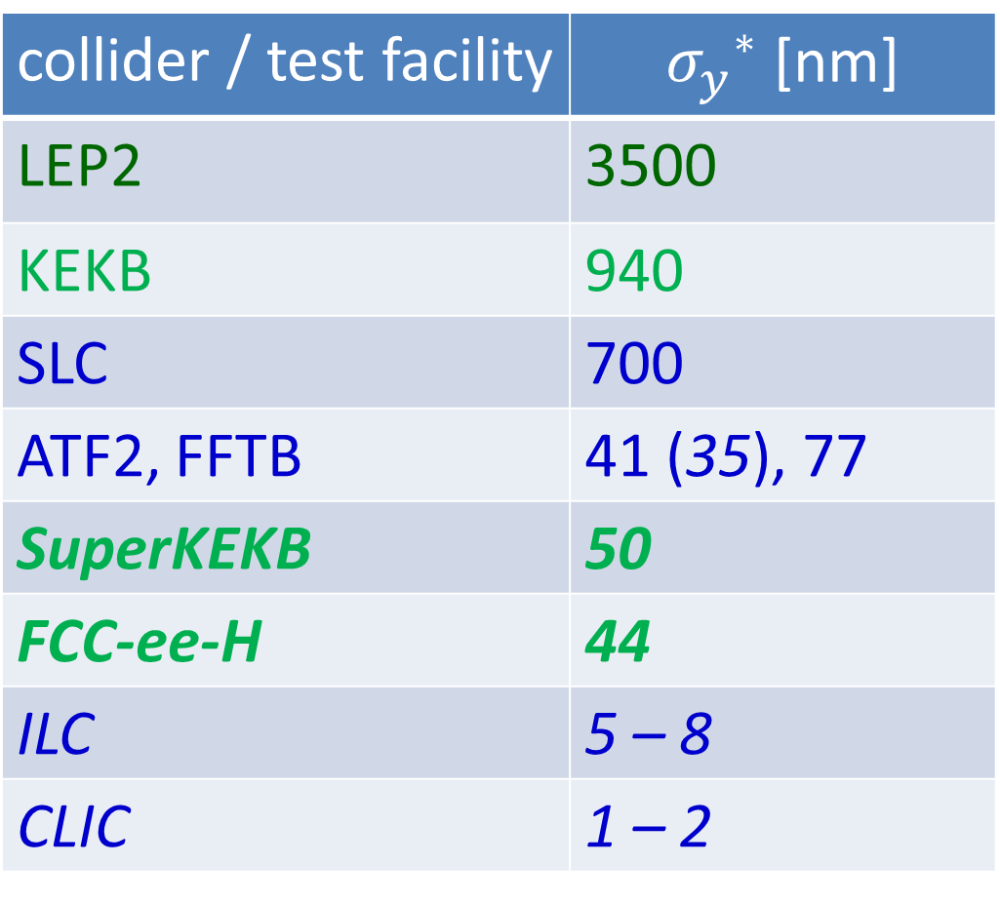 collider / test facility σy* [nm]
LEP2 3500
KEKB 940
SLC 700
ATF2, FFTB 41 (35), 77
SuperKEKB 50
FCC-ee-H 44
ILC 5 – 8
CLIC 1 – 2